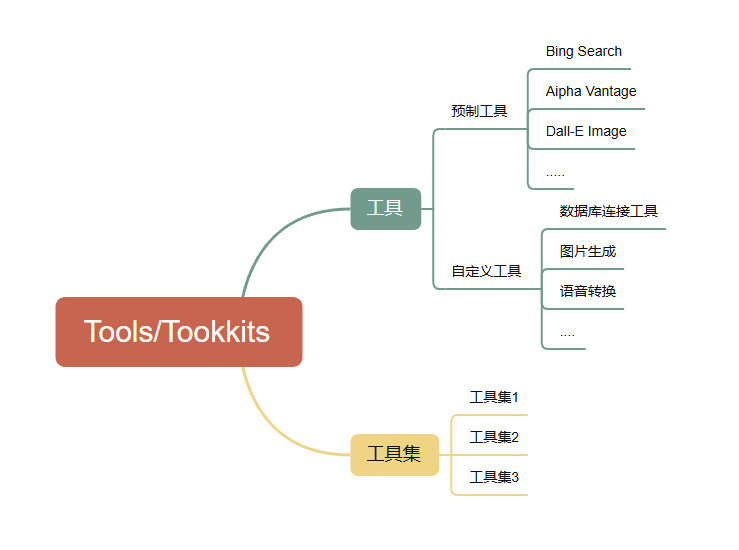 Tools/Tookkits
工具
预制工具
Bing Search
Aipha Vantage
Dall-E Image
.....
自定义工具
数据库连接工具
图片生成
语音转换
....
工具集
工具集1
工具集2
工具集3